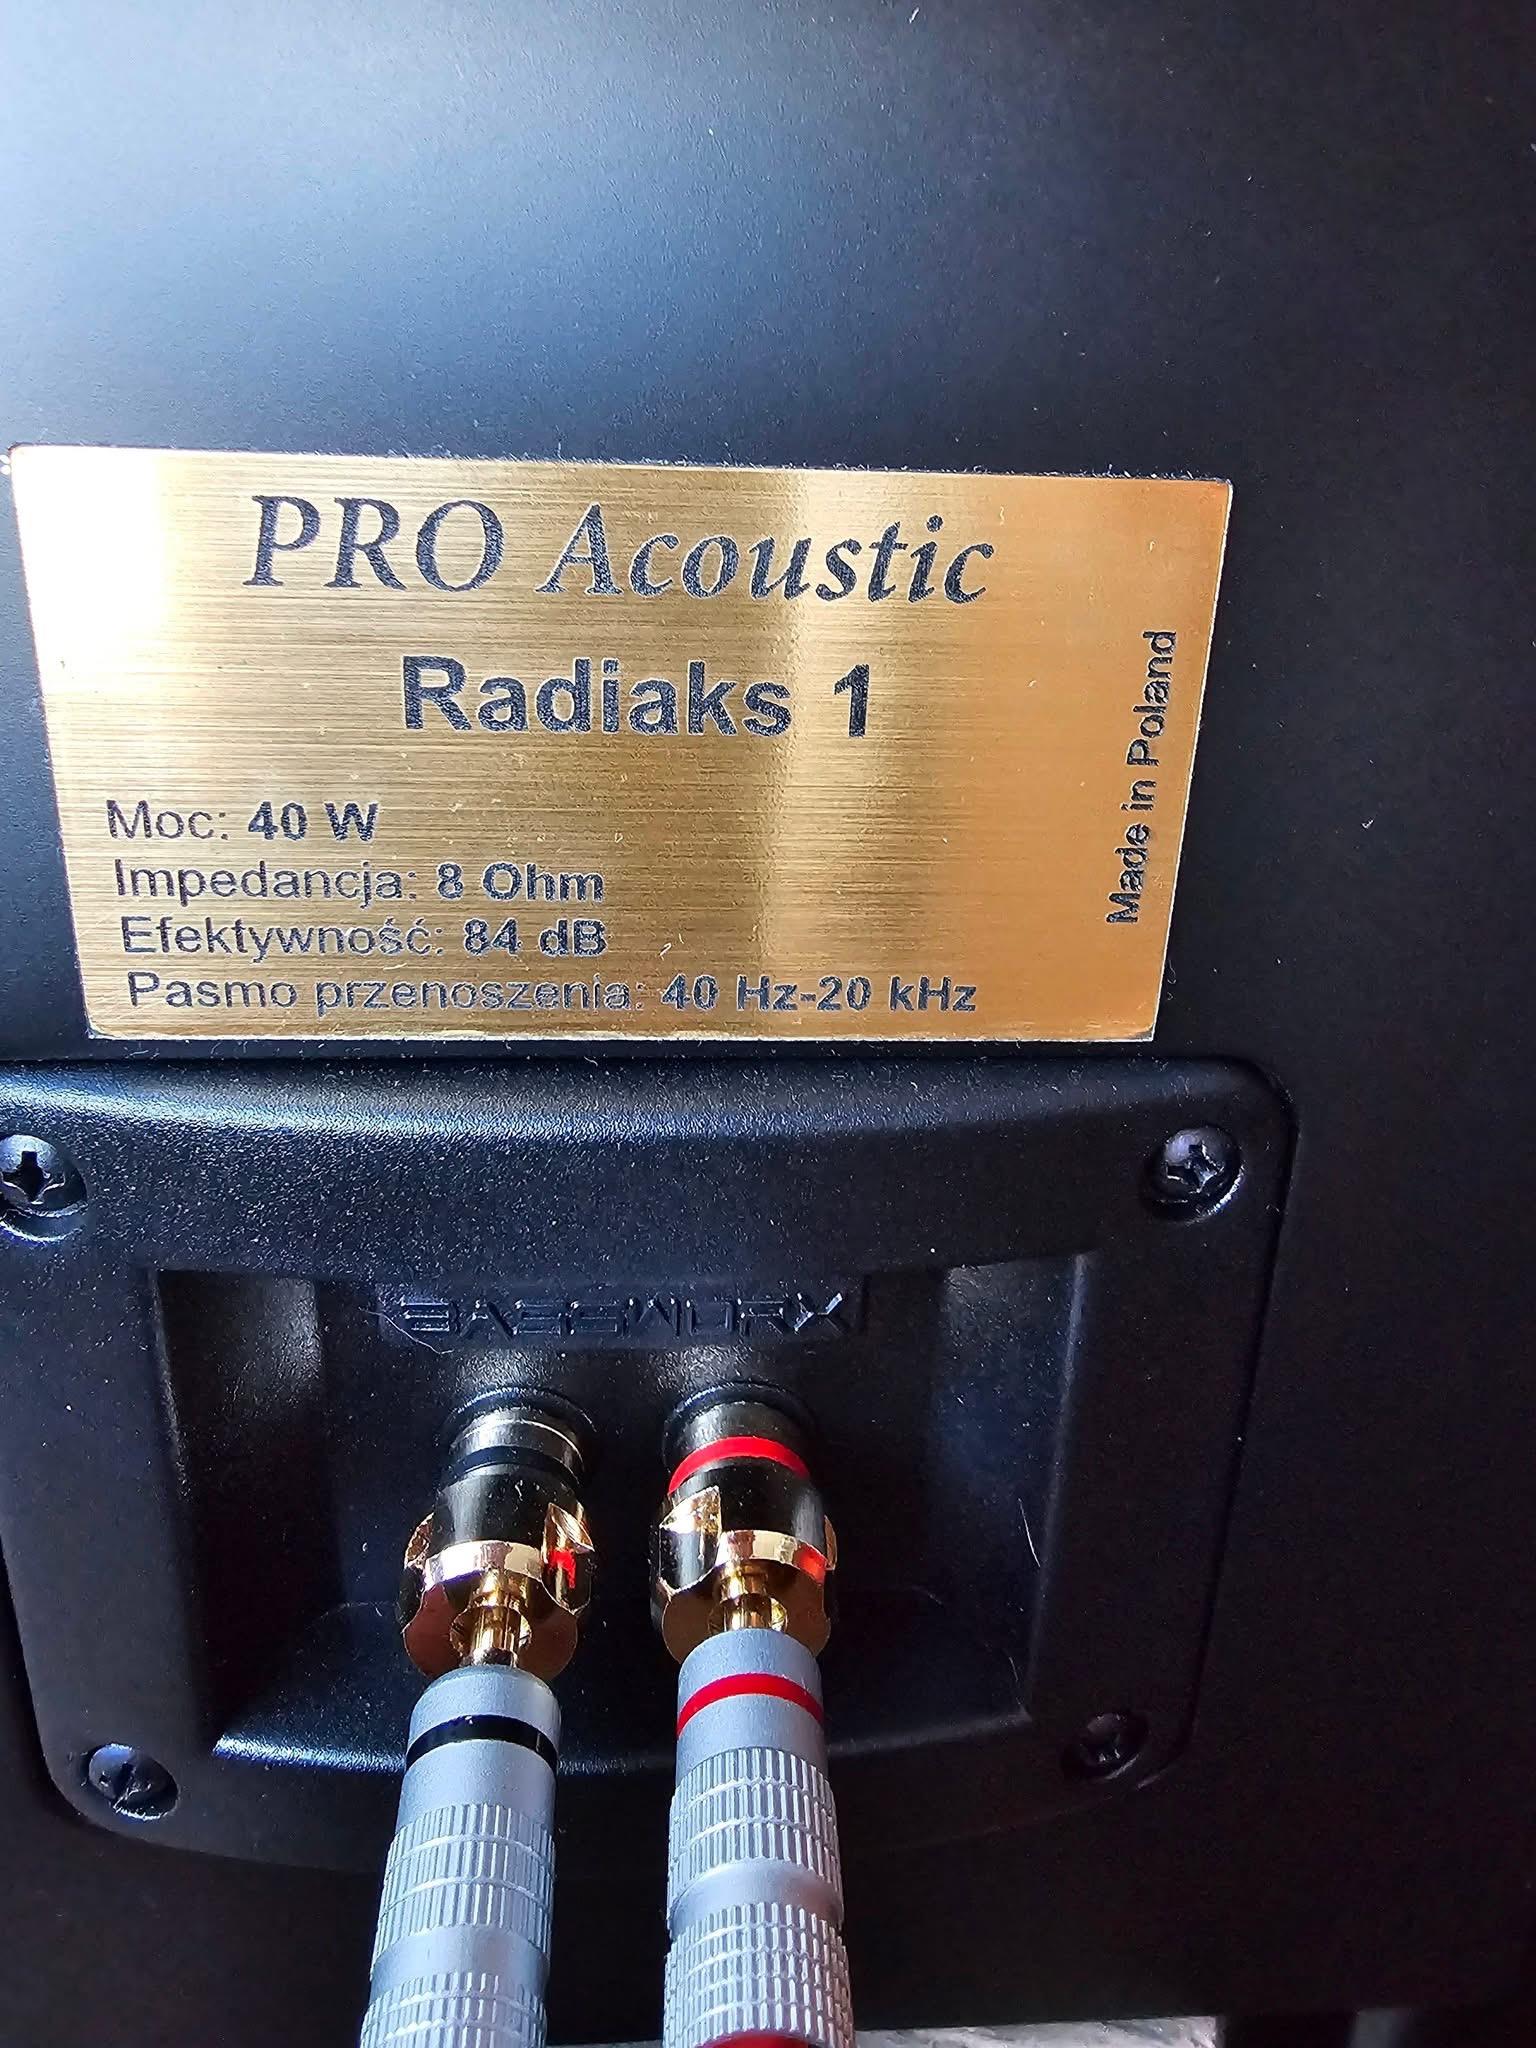 PRO Acoustic
Radiaks 1
Moc: 40 W
Impedancja: 8 Ohm
Efektywność: 84 dB
Pasmo przenoszenia: 40 Hz-20 kHz
Made in Poland
BASSWORX